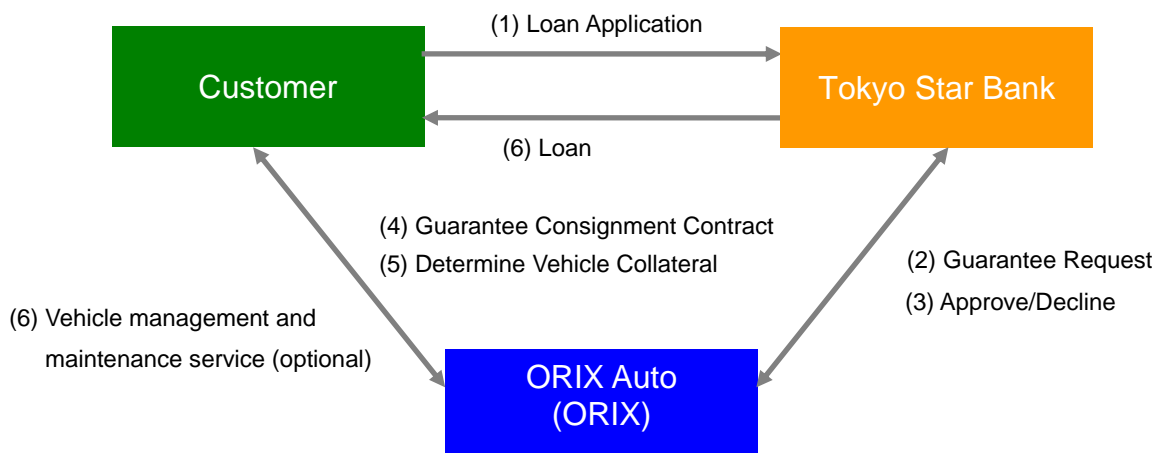 (1) Loan Application
Customer
Tokyo Star Bank
(6) Loan
(4) Guarantee Consignment Contract
(5) Determine Vehicle Collateral
(2) Guarantee Request
(3) Approve/Decline
(6) Vehicle management and
maintenance service (optional)
ORIX Auto
(ORIX)